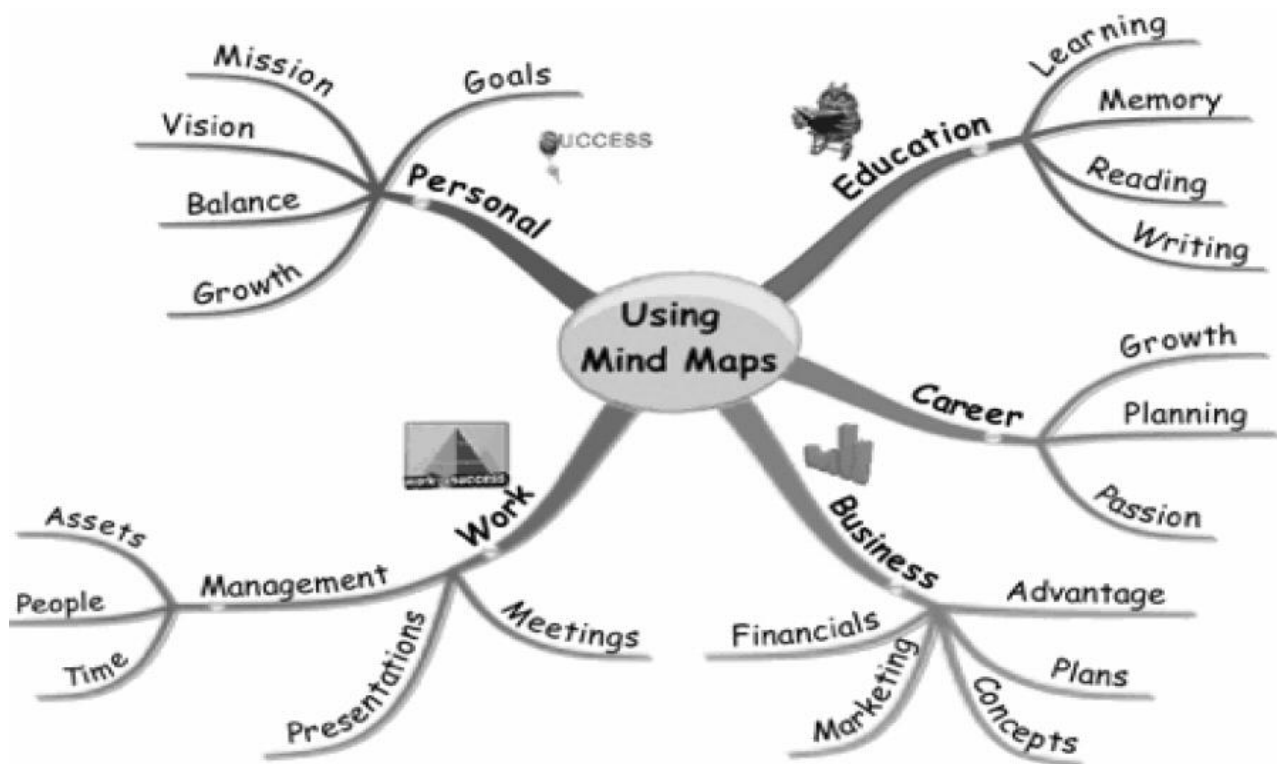 Using
Mind Maps
Education
Learning
Memory
Reading
Writing
Career
Growth
Planning
Passion
Business
Advantage
Plans
Concepts
Marketing
Financials
Work
Meetings
Presentations
Management
Assets
People
Time
Personal
Goals
Mission
Vision
Balance
Growth
SUCCESS
success